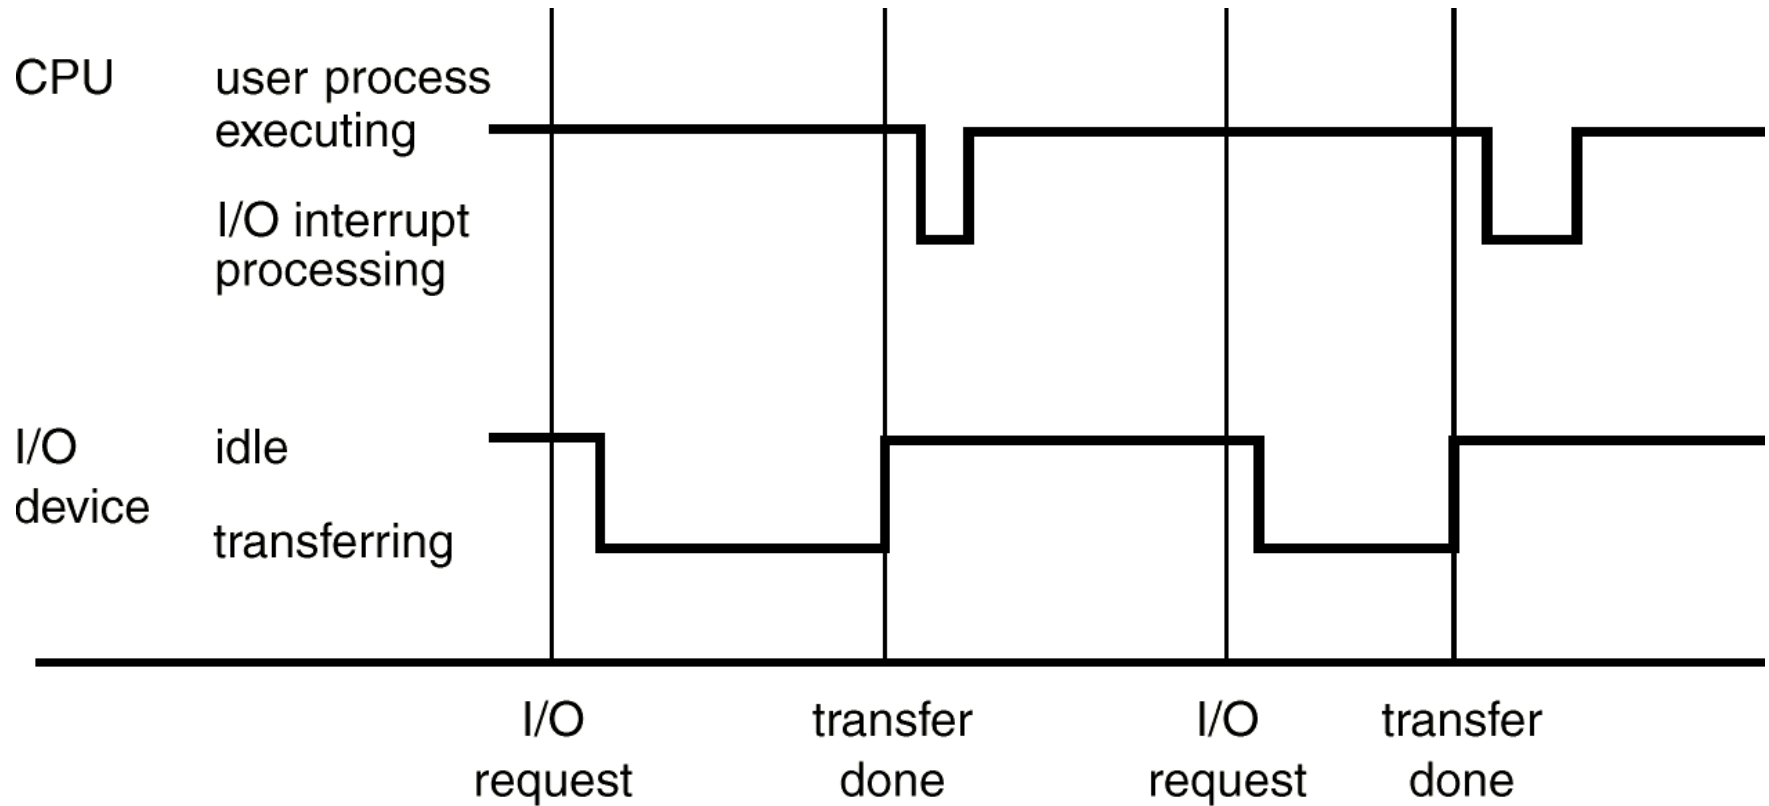 CPU
user process
executing
I/O interrupt
processing
I/O
device
idle
transferring
I/O
request
transfer
done
I/O
request
transfer
done